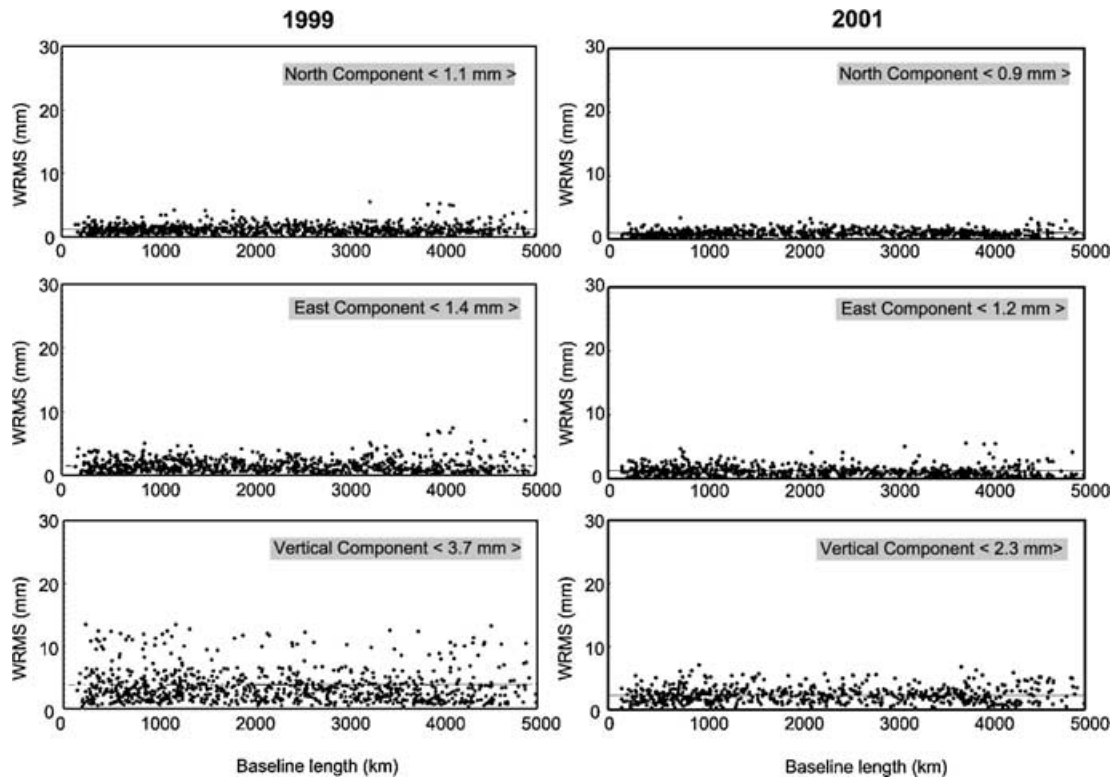 1999
2001
30
North Component < 1.1 mm >
20
WRMS (mm)
10
0
0 1000 2000 3000 4000 5000
30
North Component < 0.9 mm >
20
WRMS (mm)
10
0
0 1000 2000 3000 4000 5000
30
East Component < 1.4 mm >
20
WRMS (mm)
10
0
0 1000 2000 3000 4000 5000
30
East Component < 1.2 mm >
20
WRMS (mm)
10
0
0 1000 2000 3000 4000 5000
30
Vertical Component < 3.7 mm >
20
WRMS (mm)
10
0
0 1000 2000 3000 4000 5000
Baseline length (km)
30
Vertical Component < 2.3 mm>
20
WRMS (mm)
10
0
0 1000 2000 3000 4000 5000
Baseline length (km)